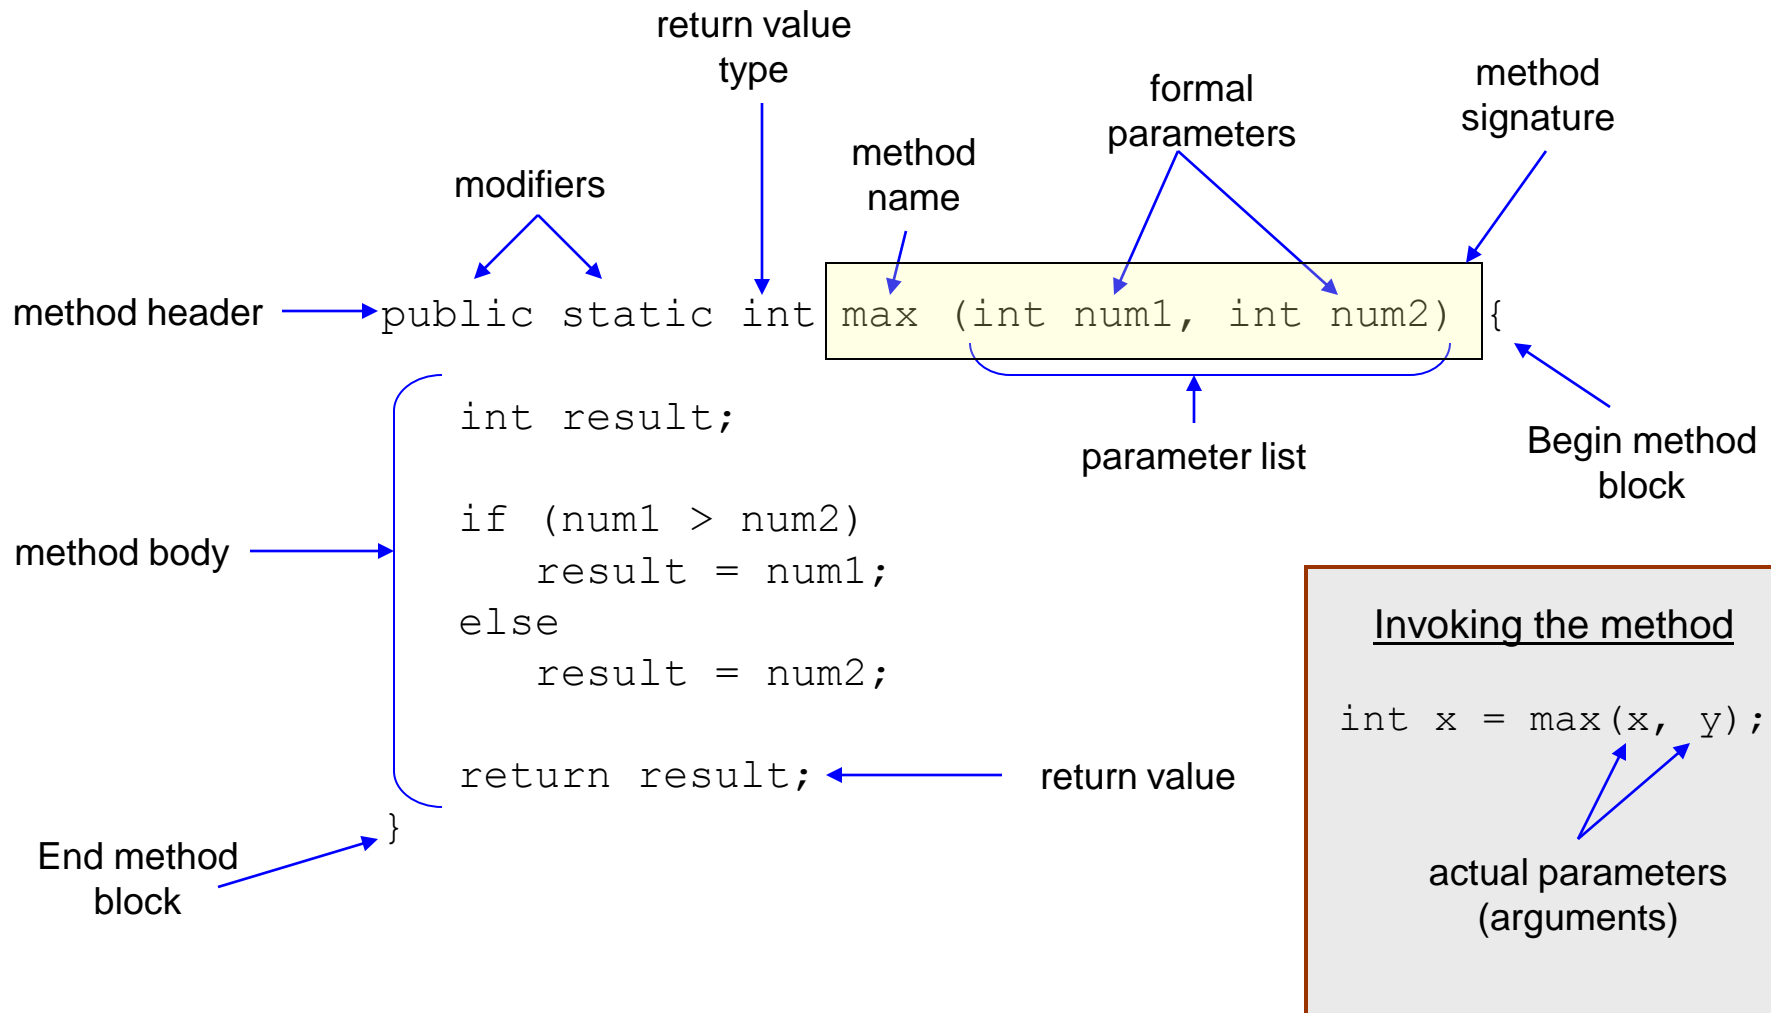 return value
type
formal
parameters
method
signature
method
name
modifiers
method header
public static int max (int num1, int num2) {
int result;
parameter list
Begin method
block
if (num1 > num2)
method body
result = num1;
else
result = num2;
Invoking the method
int x = max(x, y);
return result;
return value
}
End method
block
actual parameters
(arguments)